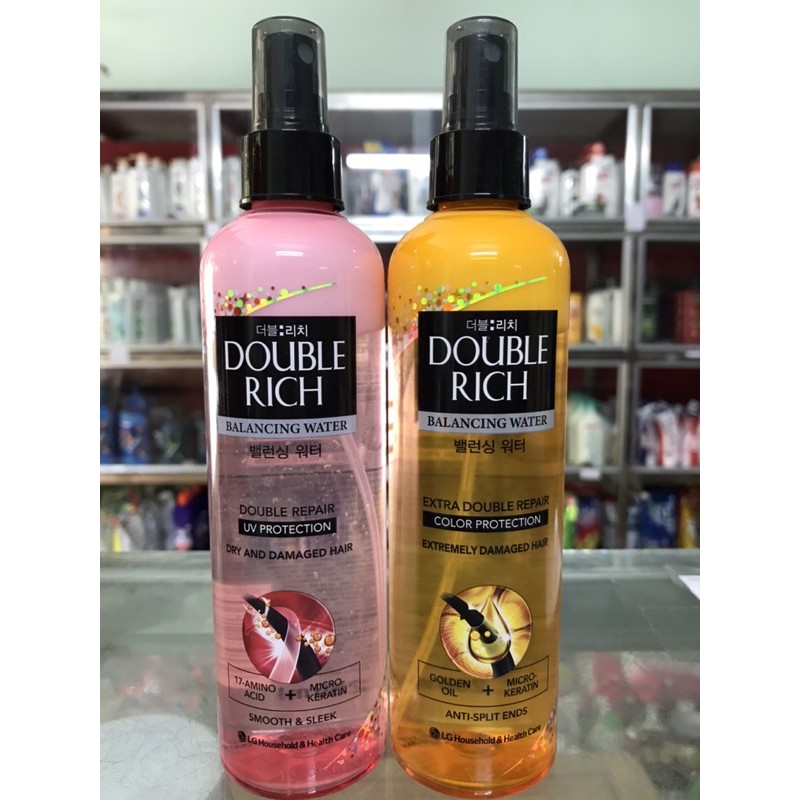 더블:리치
DOUBLE
RICH
BALANCING WATER
밸런싱 워터
DOUBLE REPAIR
UV PROTECTION
DRY AND DAMAGED HAIR
17-AMINO
ACID
+
MICRO-
KERATIN
SMOOTH & SLEEK
LG Household & Health Care
더블:리치
DOUBLE
RICH
BALANCING WATER
밸런싱 워터
EXTRA DOUBLE REPAIR
COLOR PROTECTION
EXTREMELY DAMAGED HAIR
GOLDEN
OIL
+
MICRO-
KERATIN
ANTI-SPLIT ENDS
LG Household & Health Care